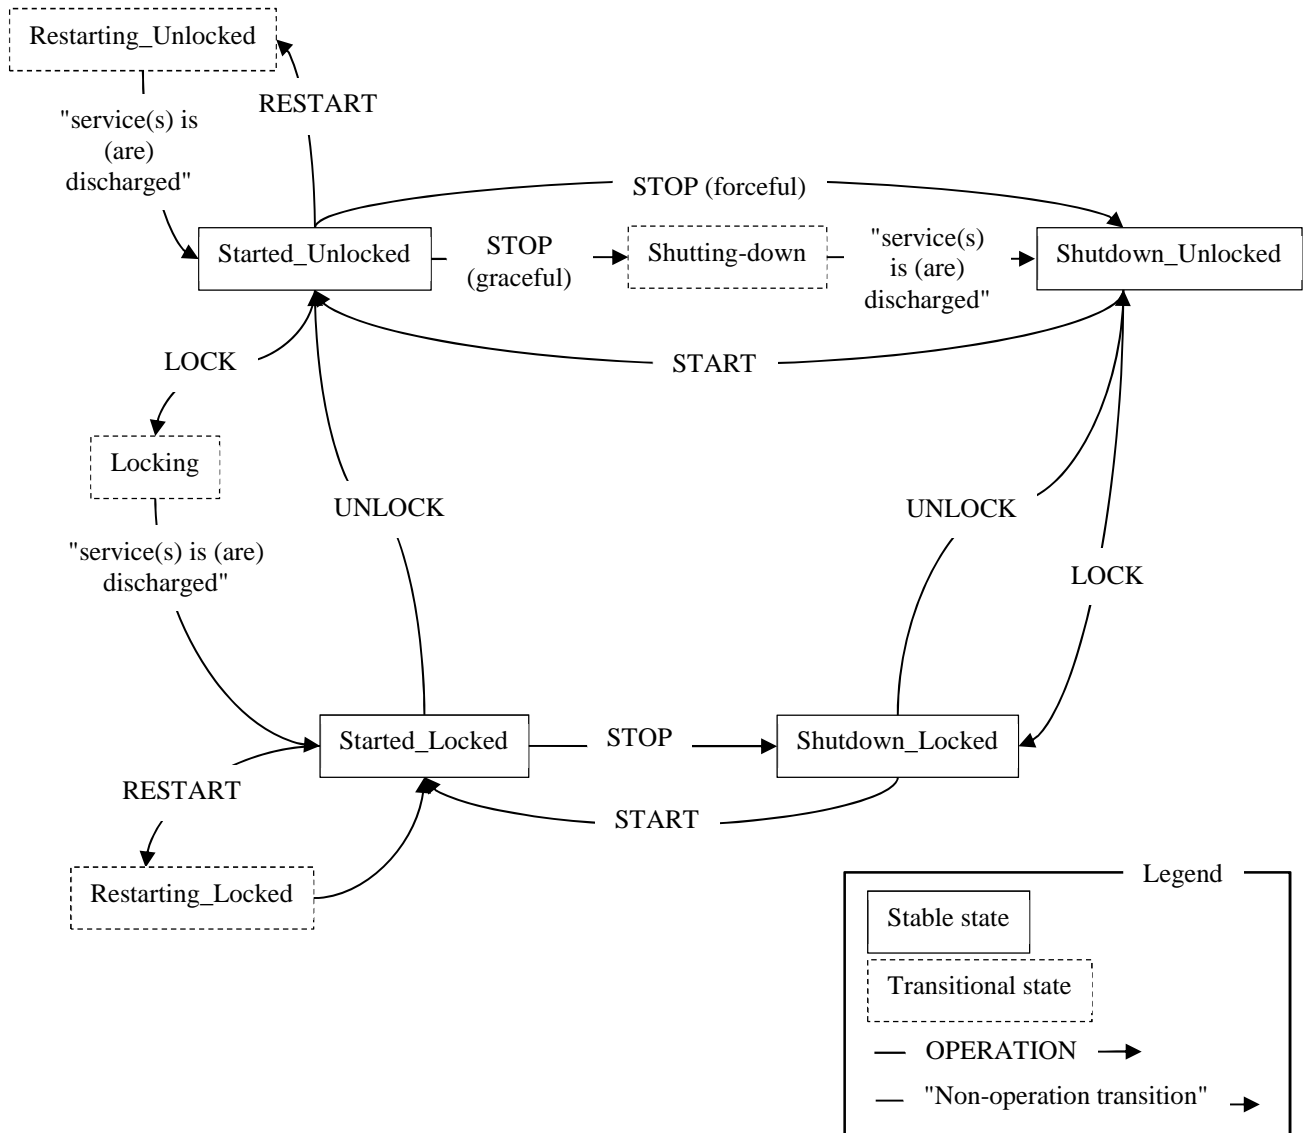 Restarting_Unlocked
RESTART
"service(s) is
(are)
discharged"
STOP (forceful)
Started_Unlocked
STOP
(graceful)
Shutting-down
"service(s)
is (are)
discharged"
Shutdown_Unlocked
LOCK
START
Locking
UNLOCK
UNLOCK
"service(s) is (are)
discharged"
LOCK
Started_Locked
STOP
Shutdown_Locked
RESTART
START
Restarting_Locked
Legend
Stable state
Transitional state
OPERATION
"Non-operation transition"